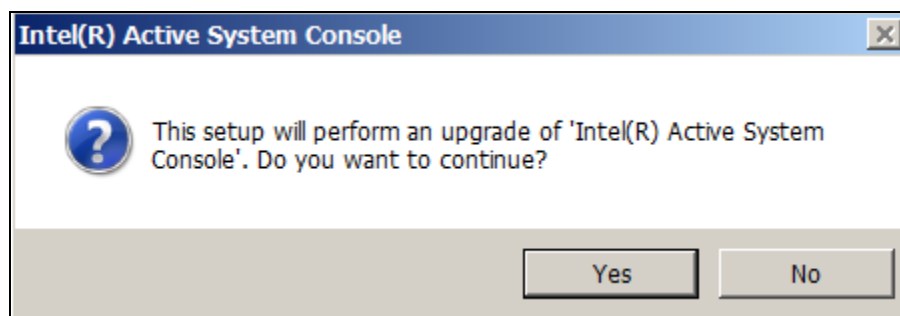 Intel(R) Active System Console
This setup will perform an upgrade of 'Intel(R) Active System
Console'. Do you want to continue?
Yes No